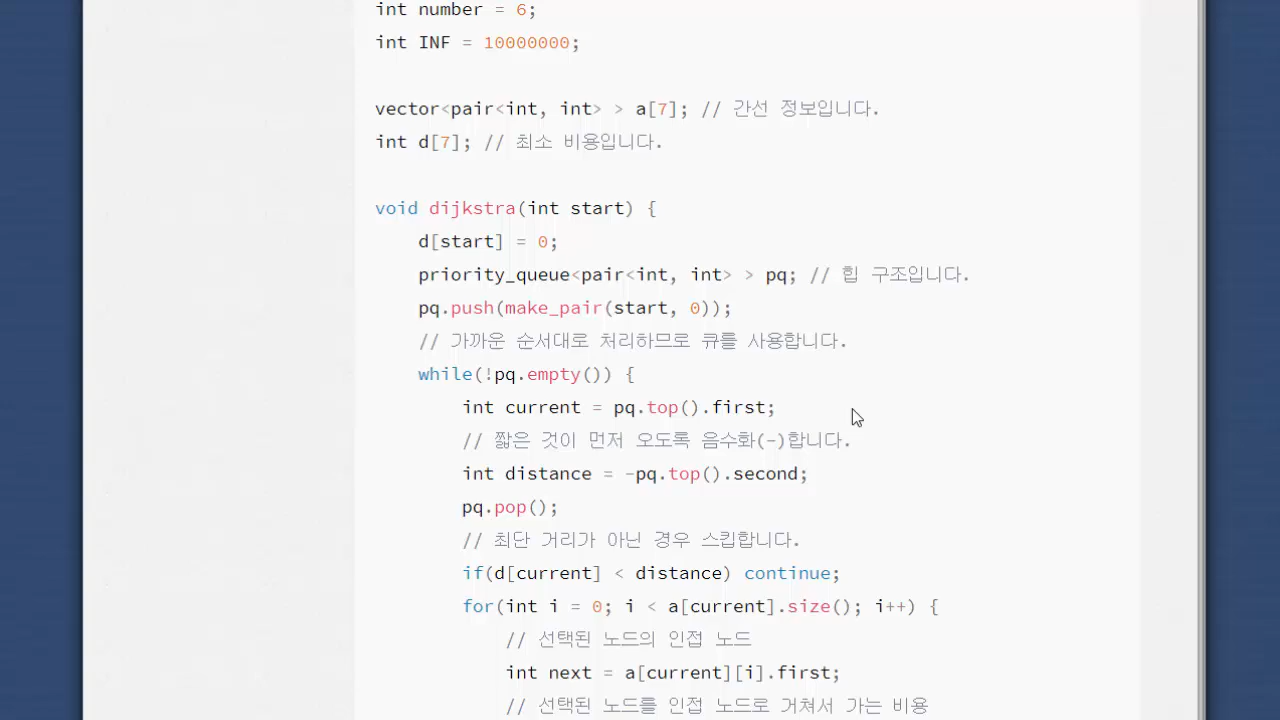 int number = 6;
int INF = 10000000;
vector<pair<int, int> > a[7]; // 간선 정보입니다.
int d[7]; // 최소 비용입니다.
void dijkstra(int start) {
d[start] = 0;
priority_queue<pair<int, int> > pq; // 힙 구조입니다.
pq.push(make_pair(start, 0));
// 가까운 순서대로 처리하므로 큐를 사용합니다.
while(!pq.empty()) {
int current = pq.top().first;
// 짧은 것이 먼저 오도록 음수화(-)합니다.
int distance = -pq.top().second;
pq.pop();
// 최단 거리가 아닌 경우 스킵합니다.
if(d[current] < distance) continue;
for(int i = 0; i < a[current].size(); i++) {
// 선택된 노드의 인접 노드
int next = a[current][i].first;
// 선택된 노드를 인접 노드로 거쳐서 가는 비용